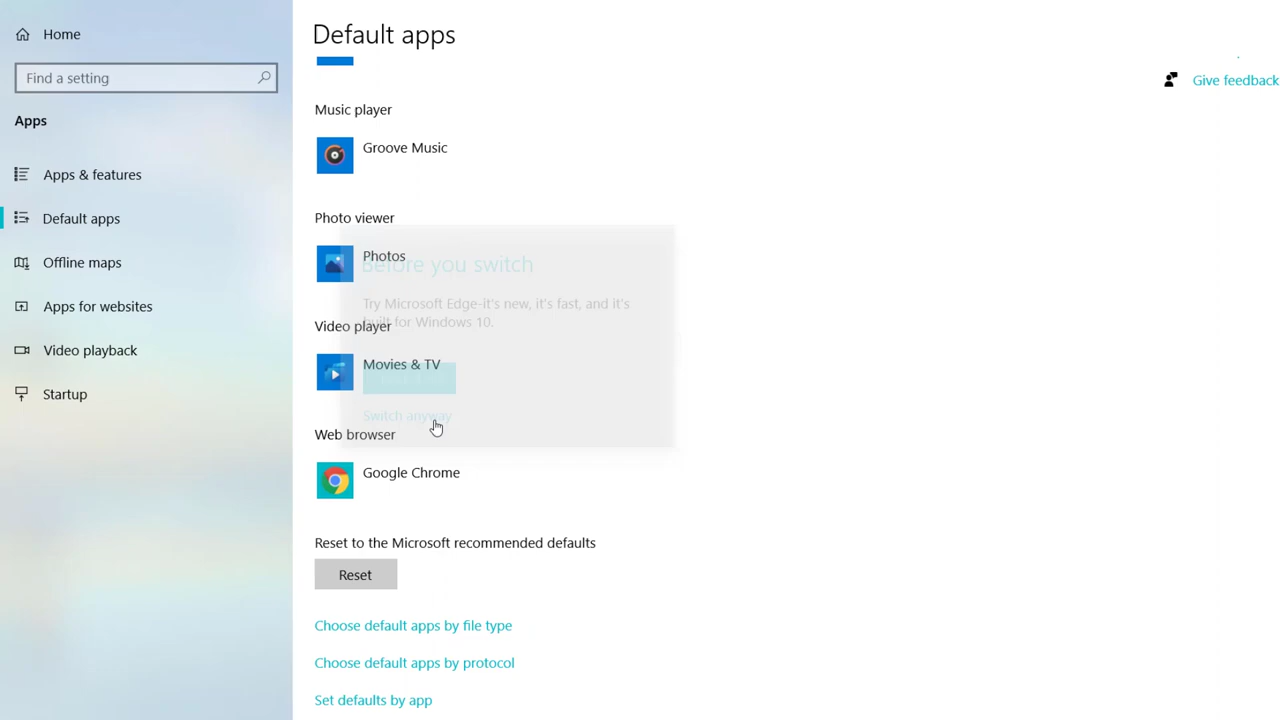 Home
Find a setting
Apps
Apps & features
Default apps
Offline maps
Apps for websites
Video playback
Startup
Default apps
Give feedback
Music player
Groove Music
Photo viewer
Photos
Before you switch
Try Microsoft Edge-it's new, it's fast, and it's
built for Windows 10.
Video player
Movies & TV
Switch anyway
Web browser
Google Chrome
Reset to the Microsoft recommended defaults
Reset
Choose default apps by file type
Choose default apps by protocol
Set defaults by app